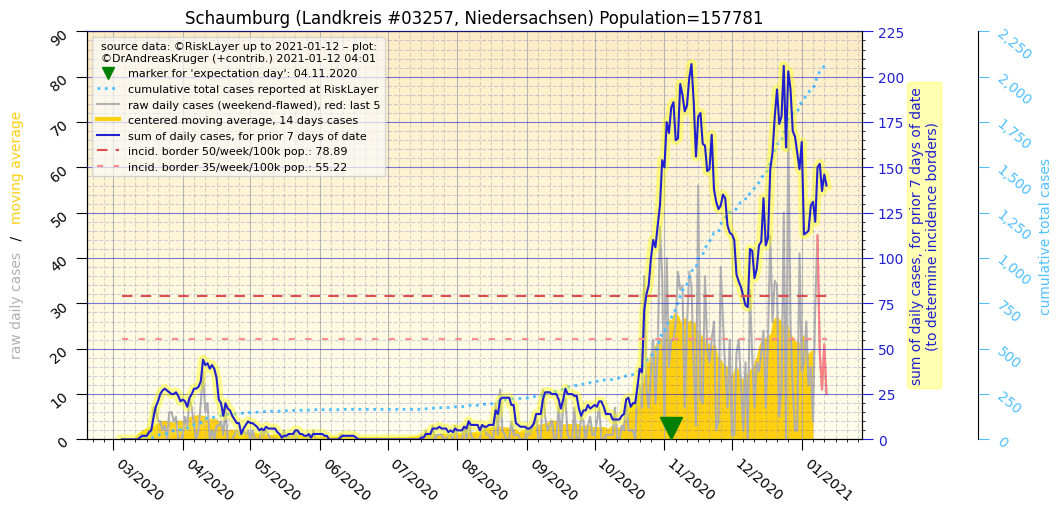 Schaumburg (Landkreis #03257, Niedersachsen) Population=157781
source data: ©RiskLayer up to 2021-01-12 – plot:
©DrAndreasKruger (+contrib.) 2021-01-12 04:01
marker for 'expectation day': 04.11.2020
cumulative total cases reported at RiskLayer
raw daily cases (weekend-flawed), red: last 5
centered moving average, 14 days cases
sum of daily cases, for prior 7 days of date
incid. border 50/week/100k pop.: 78.89
incid. border 35/week/100k pop.: 55.22
raw daily cases / moving average
90
80
70
60
50
40
30
20
10
0
225
200
175
150
125
100
75
50
25
0
sum of daily cases, for prior 7 days of date
(to determine incidence borders)
2,250
2,000
1,750
1,500
1,250
1,000
750
500
250
0
cumulative total cases
03/2020
04/2020
05/2020
06/2020
07/2020
08/2020
09/2020
10/2020
11/2020
12/2020
01/2021